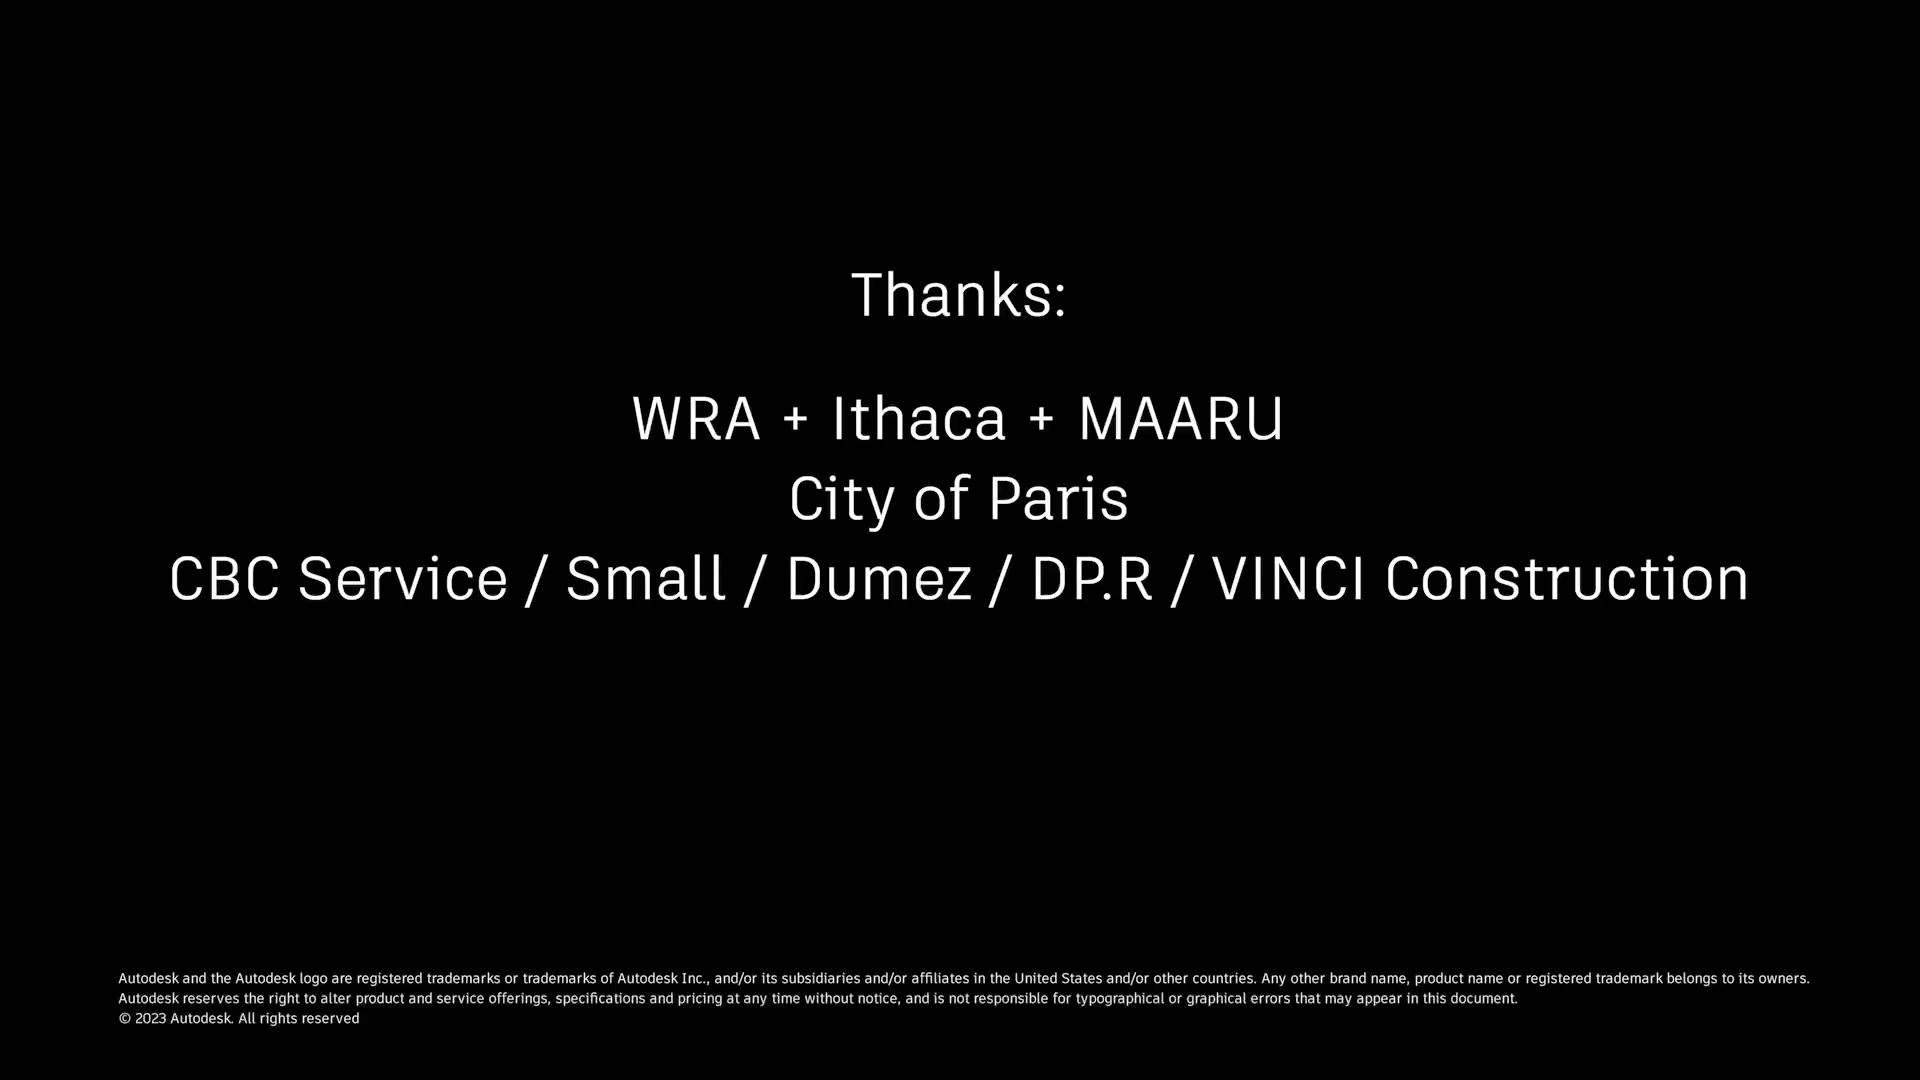 Thanks:
WRA + Ithaca + MAARU
City of Paris
CBC Service / Small / Dumez / DP.R / VINCI Construction
Autodesk and the Autodesk logo are registered trademarks or trademarks of Autodesk Inc., and/or its subsidiaries and/or affiliates in the United States and/or other countries. Any other brand name, product name or registered trademark belongs to its owners.
Autodesk reserves the right to alter product and service offerings, specifications and pricing at any time without notice, and is not responsible for typographical or graphical errors that may appear in this document.
© 2023 Autodesk. All rights reserved